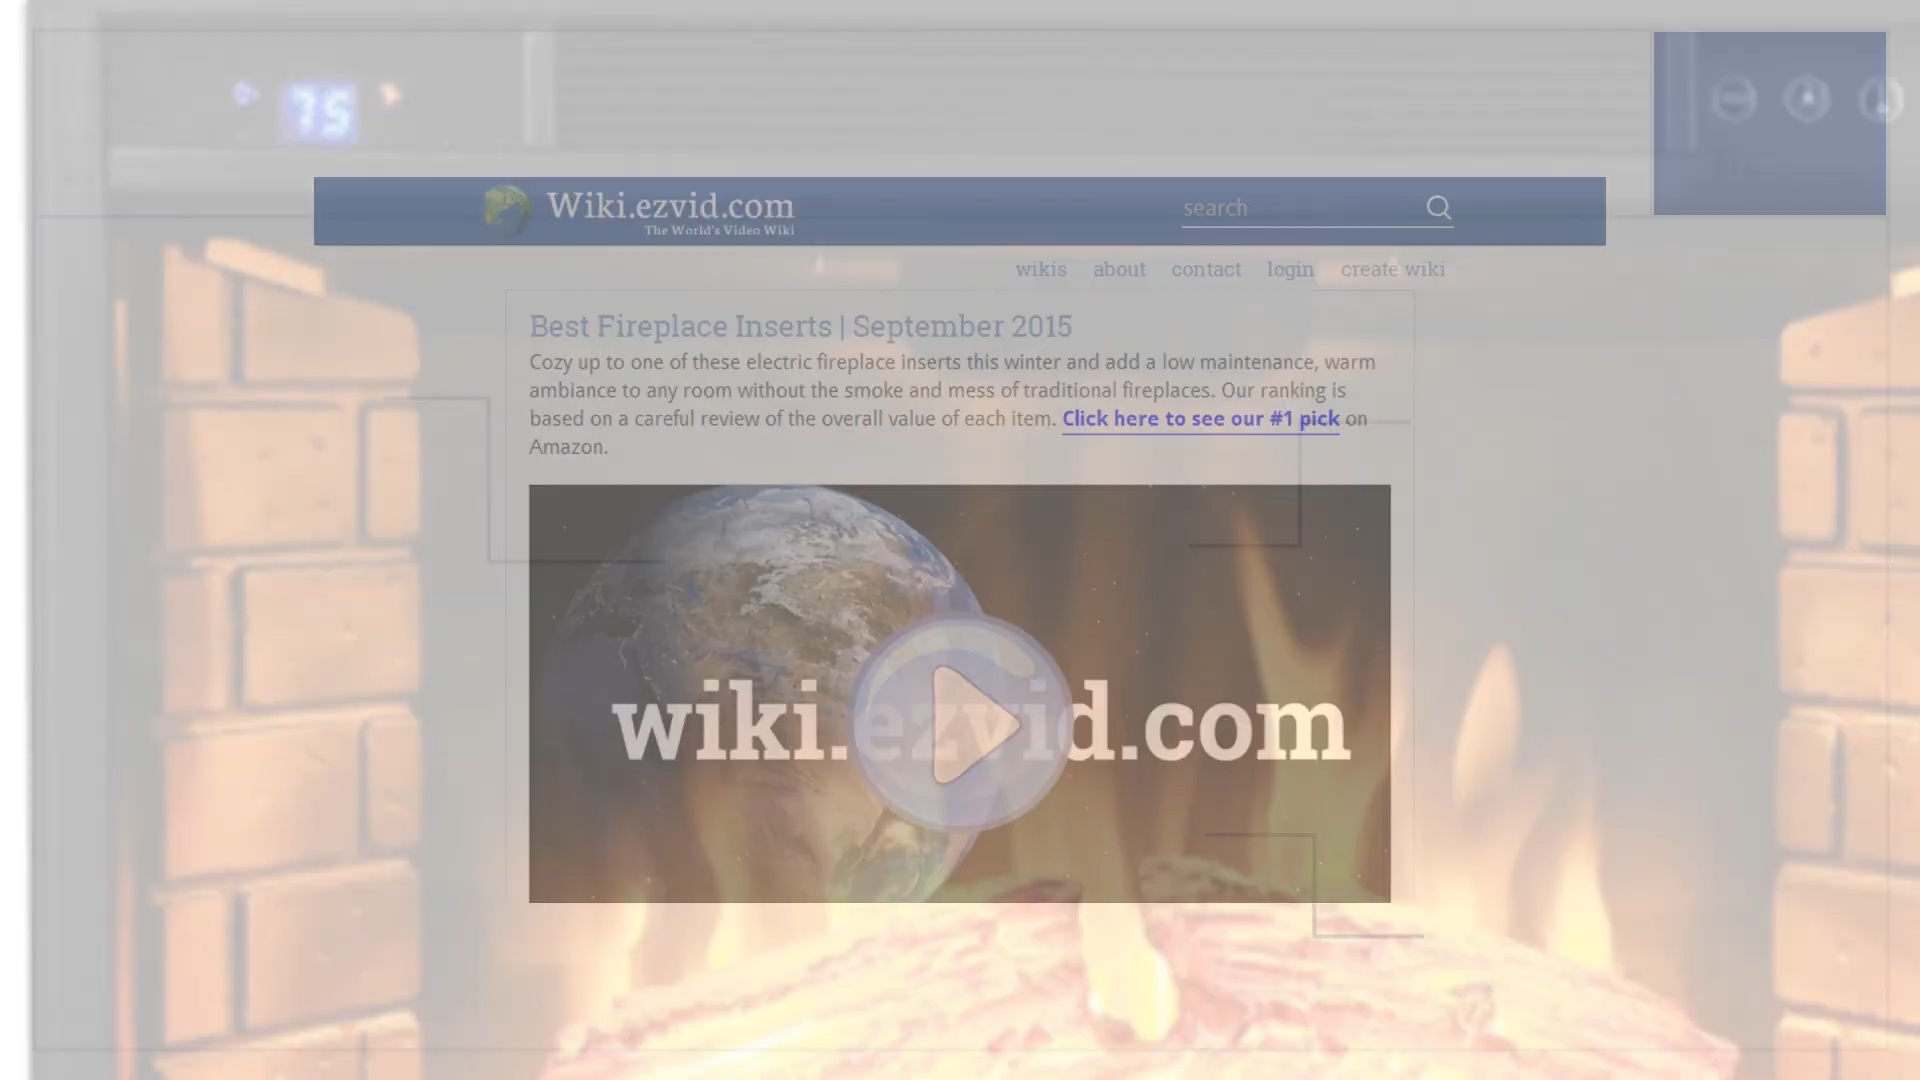 75
Wiki.ezvid.com
The World's Video Wiki
search
wikis about contact login create wiki
Best Fireplace Inserts | September 2015
Cozy up to one of these electric fireplace inserts this winter and add a low maintenance, warm
ambiance to any room without the smoke and mess of traditional fireplaces. Our ranking is
based on a careful review of the overall value of each item. Click here to see our #1 pick on
Amazon.
wiki.ezvid.com